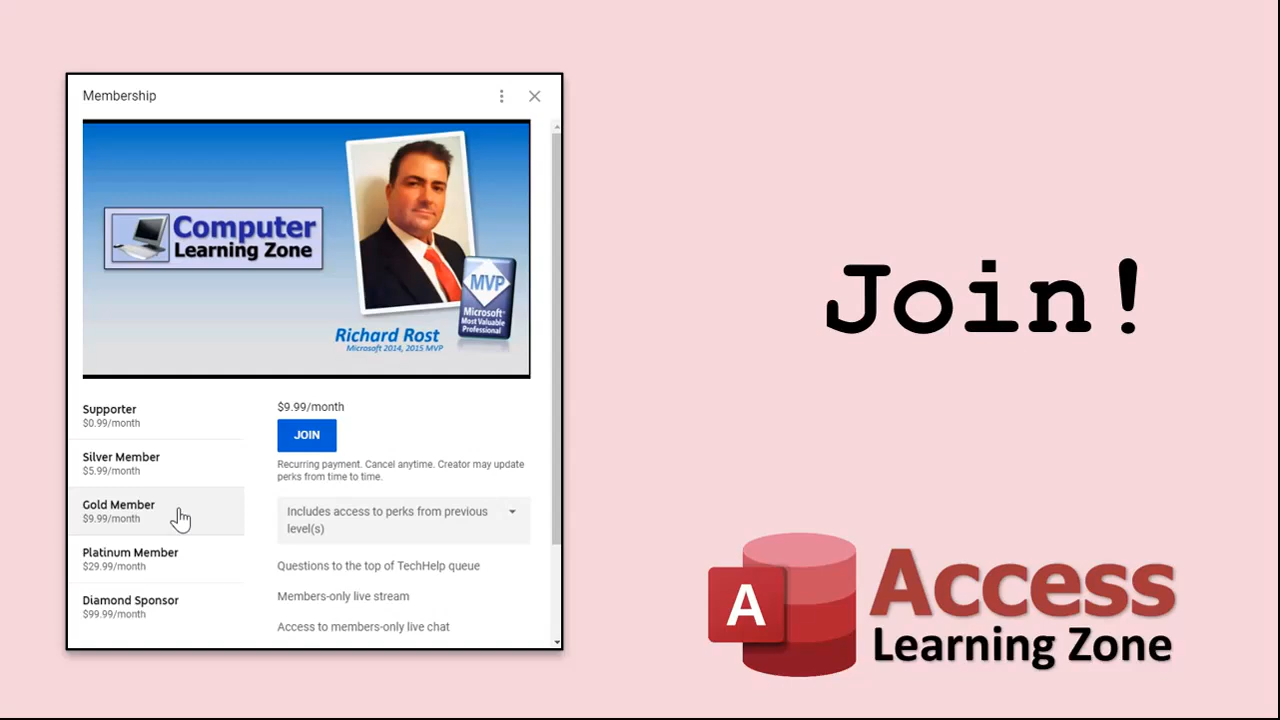 Membership
Computer
Learning Zone
MVP
Microsoft®
Most Valuable
Professional
Richard Rost
Microsoft 2014, 2015 MVP
Supporter
$0.99/month
Silver Member
$5.99/month
Gold Member
$9.99/month
Platinum Member
$29.99/month
Diamond Sponsor
$99.99/month
$9.99/month
JOIN
Recurring payment. Cancel anytime. Creator may update
perks from time to time.
Includes access to perks from previous
level(s)
Questions to the top of TechHelp queue
Members-only live stream
Access to members-only live chat
Join!
A
Access
Learning Zone